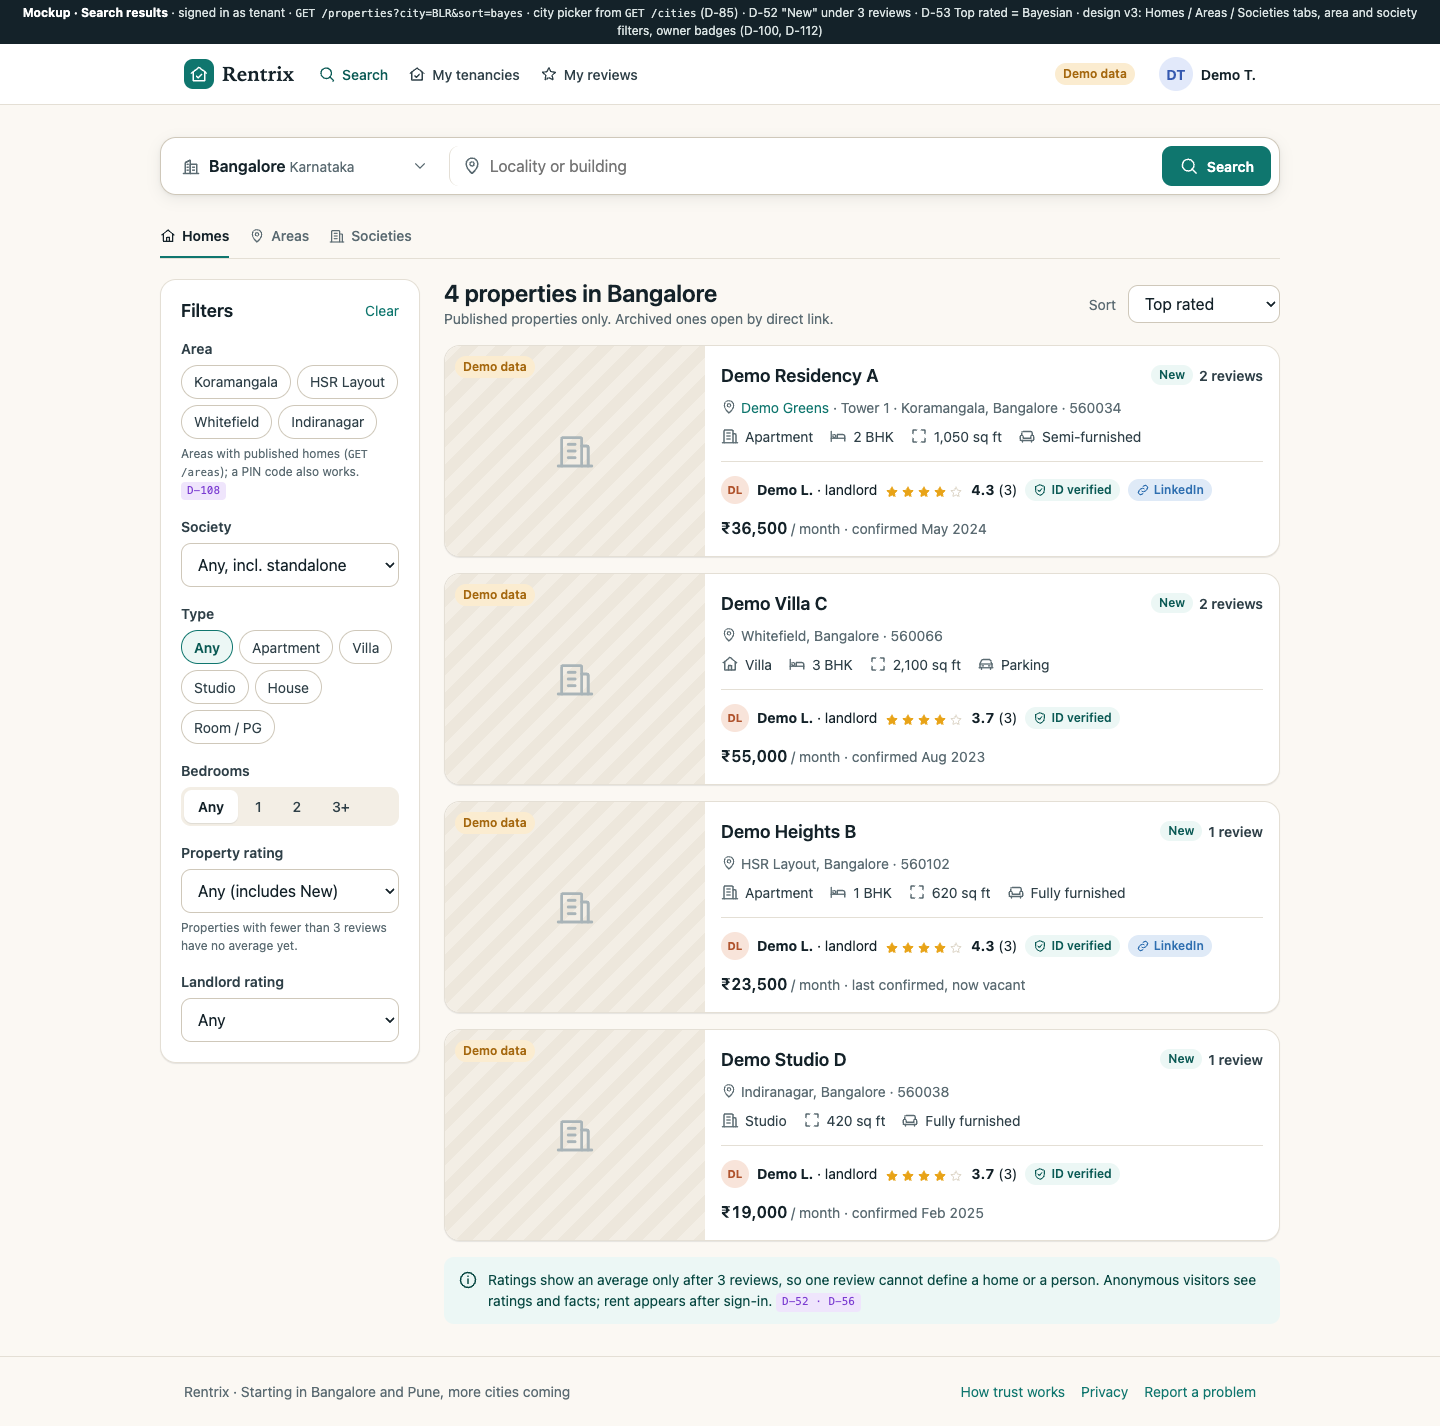 Mockup · Search results · signed in as tenant · GET /properties?city=BLR&sort=bayes · city picker from GET /cities (D-85) · D-52 "New" under 3 reviews · D-53 Top rated = Bayesian · design v3: Homes / Areas / Societies tabs, area and society
filters, owner badges (D-100, D-112)
Rentrix Search My tenancies My reviews Demo data DT Demo T.
Bangalore Karnataka Locality or building Search
Homes Areas Societies
Filters Clear
Area
Koramangala HSR Layout
Whitefield Indiranagar
Areas with published homes (GET
/areas); a PIN code also works.
D-108
Society
Any, incl. standalone
Type
Any Apartment Villa
Studio House
Room / PG
Bedrooms
Any 1 2 3+
Property rating
Any (includes New)
Properties with fewer than 3 reviews
have no average yet.
Landlord rating
Any
4 properties in Bangalore
Published properties only. Archived ones open by direct link.
Sort Top rated
Demo data
Demo Residency A New 2 reviews
Demo Greens · Tower 1 · Koramangala, Bangalore · 560034
Apartment 2 BHK 1,050 sq ft Semi-furnished
DL Demo L. · landlord 4.3 (3) ID verified LinkedIn
₹36,500 / month · confirmed May 2024
Demo data
Demo Villa C New 2 reviews
Whitefield, Bangalore · 560066
Villa 3 BHK 2,100 sq ft Parking
DL Demo L. · landlord 3.7 (3) ID verified
₹55,000 / month · confirmed Aug 2023
Demo data
Demo Heights B New 1 review
HSR Layout, Bangalore · 560102
Apartment 1 BHK 620 sq ft Fully furnished
DL Demo L. · landlord 4.3 (3) ID verified LinkedIn
₹23,500 / month · last confirmed, now vacant
Demo data
Demo Studio D New 1 review
Indiranagar, Bangalore · 560038
Studio 420 sq ft Fully furnished
DL Demo L. · landlord 3.7 (3) ID verified
₹19,000 / month · confirmed Feb 2025
Ratings show an average only after 3 reviews, so one review cannot define a home or a person. Anonymous visitors see
ratings and facts; rent appears after sign-in. D-52 · D-56
Rentrix · Starting in Bangalore and Pune, more cities coming How trust works Privacy Report a problem